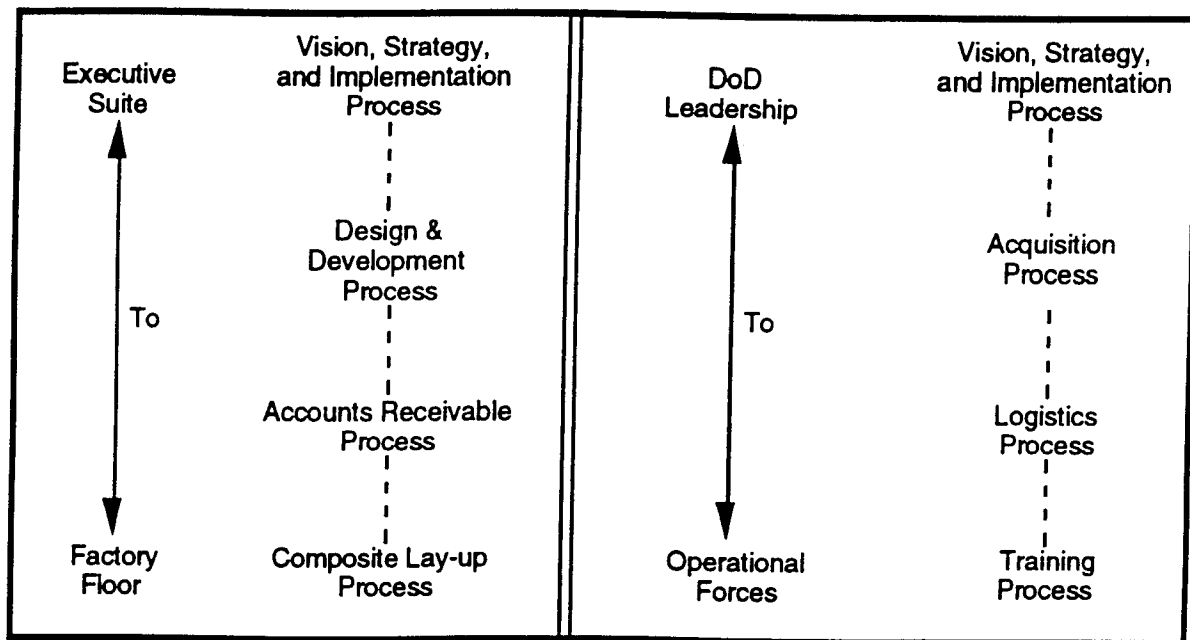 Executive
Suite
To
Factory
Floor
Vision, Strategy,
and Implementation
Process
Design &
Development
Process
Accounts Receivable
Process
Composite Lay-up
Process
DoD
Leadership
To
Operational
Forces
Vision, Strategy,
and Implementation
Process
Acquisition
Process
Logistics
Process
Training
Process